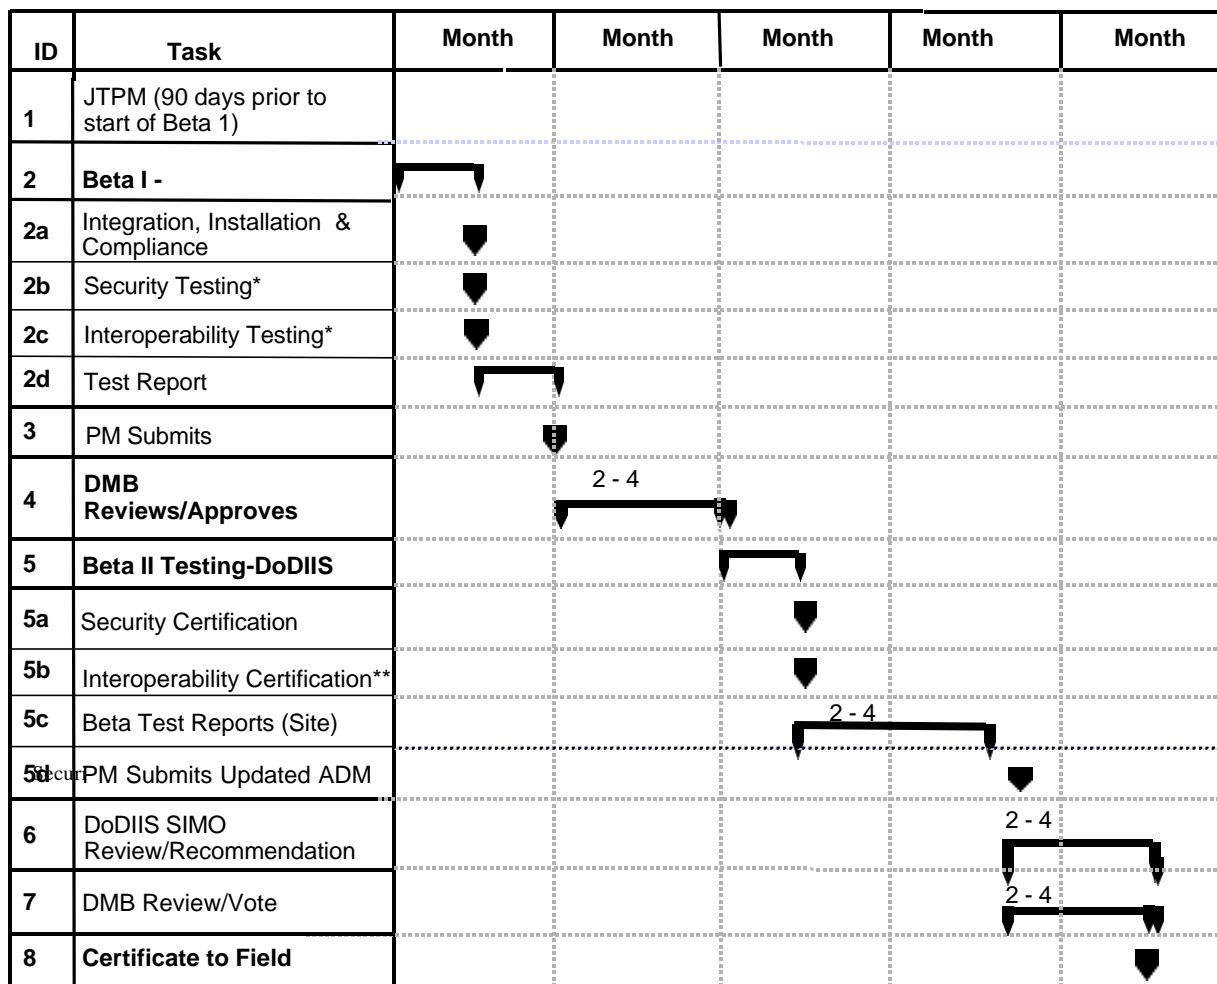 ID Task Month Month Month Month Month
1 JTPM (90 days prior to
start of Beta 1)
2 Beta I -
2a Integration, Installation &
Compliance
2b Security Testing*
2c Interoperability Testing*
2d Test Report
3 PM Submits
2 - 4
4 DMB
Reviews/Approves
5 Beta II Testing-DoDIIS
5a Security Certification
5b Interoperability Certification**
5c Beta Test Reports (Site) 2 - 4
5d Securi PM Submits Updated ADM
6 DoDIIS SIMO 2 - 4
Review/Recommendation
7 DMB Review/Vote 2 - 4
8 Certificate to Field